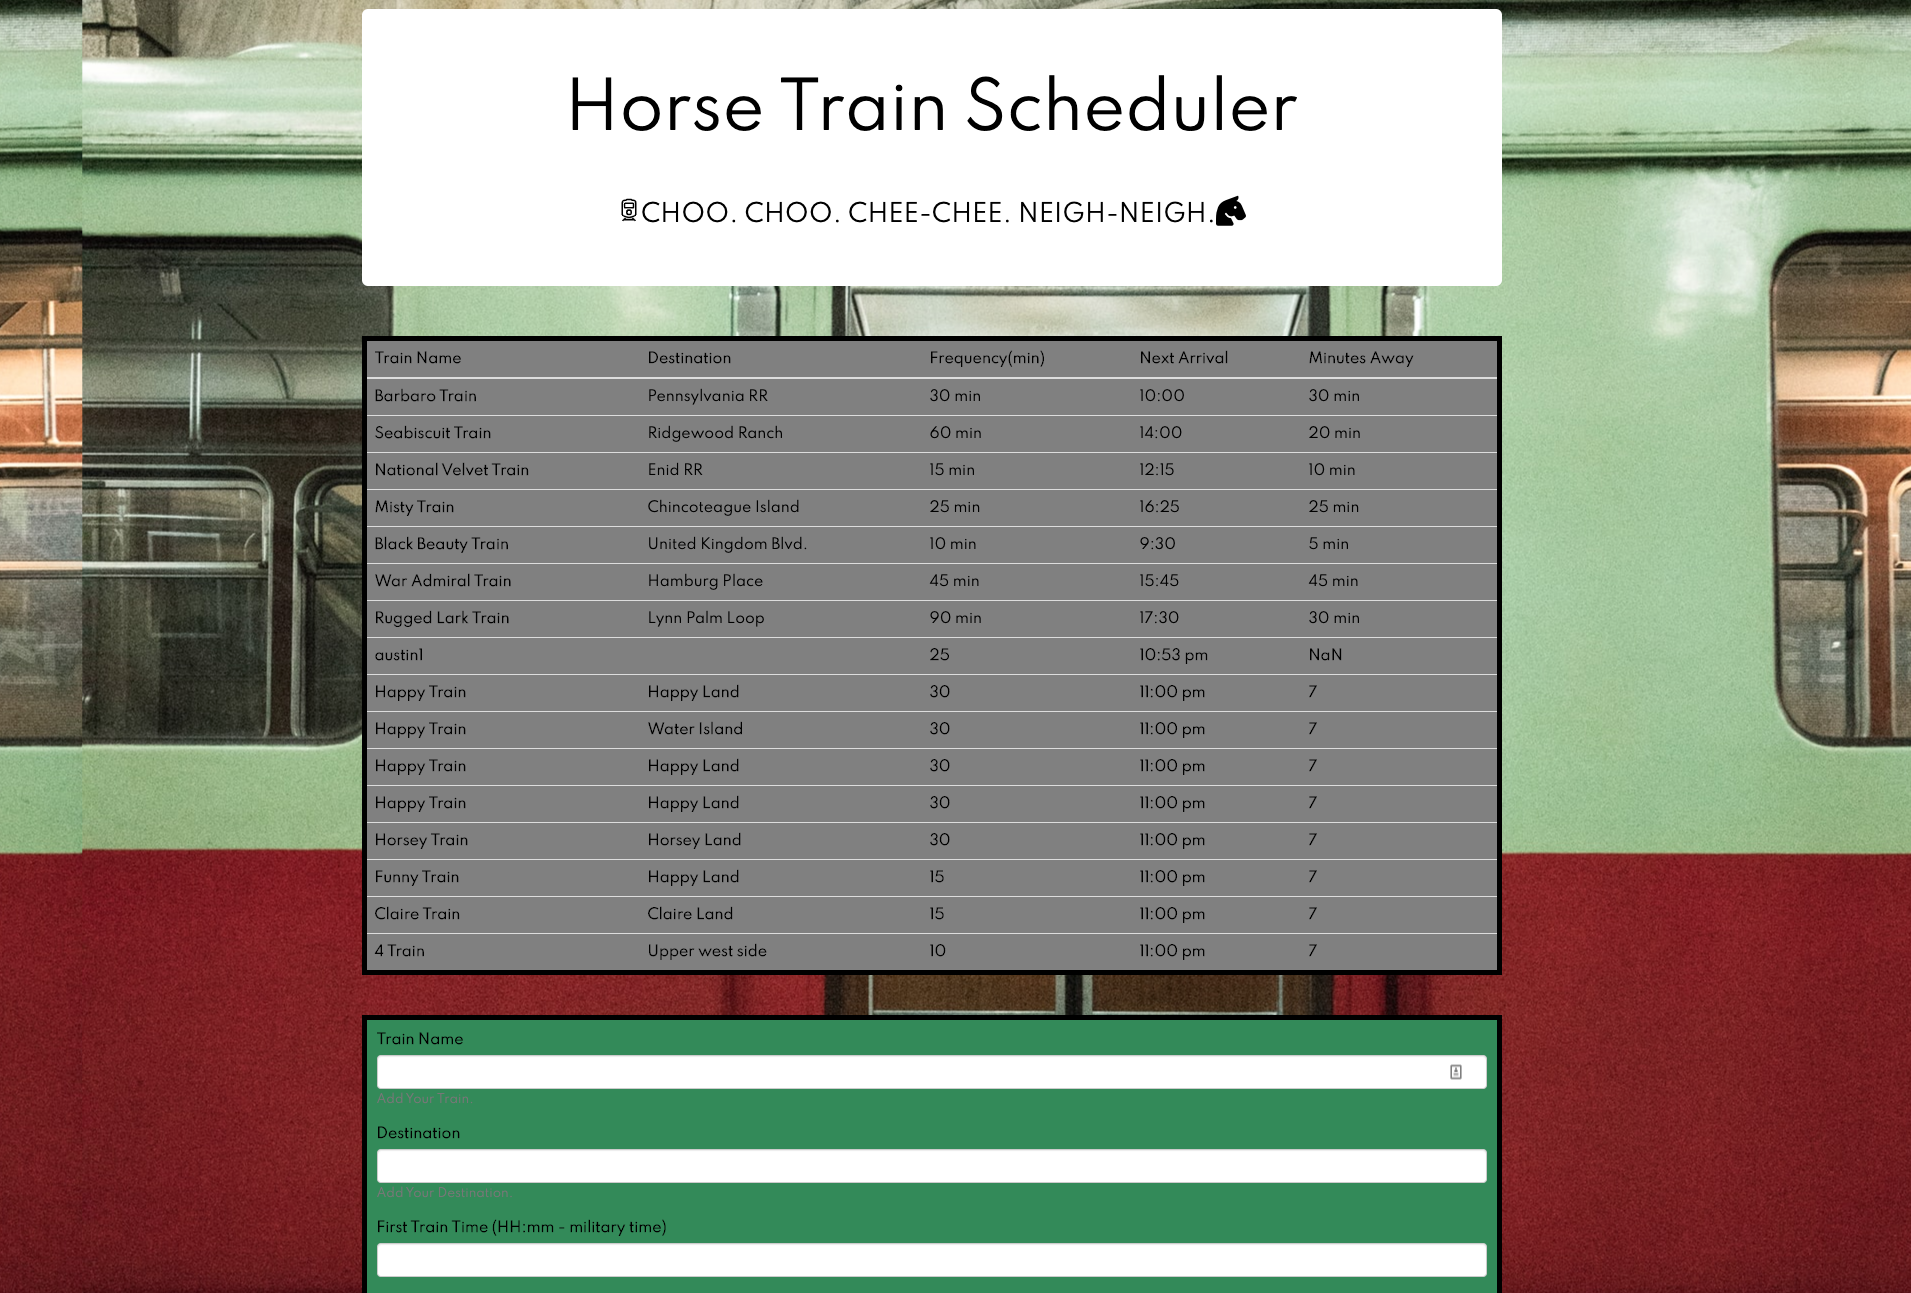 Horse Train Scheduler
CHOO. CHOO. CHEE-CHEE. NEIGH-NEIGH.
Train Name Destination Frequency(min) Next Arrival Minutes Away
Barbaro Train Pennsylvania RR 30 min 10:00 30 min
Seabiscuit Train Ridgewood Ranch 60 min 14:00 20 min
National Velvet Train Enid RR 15 min 12:15 10 min
Misty Train Chincoteague Island 25 min 16:25 25 min
Black Beauty Train United Kingdom Blvd. 10 min 9:30 5 min
War Admiral Train Hamburg Place 45 min 15:45 45 min
Rugged Lark Train Lynn Palm Loop 90 min 17:30 30 min
austin1 25 10:53 pm NaN
Happy Train Happy Land 30 11:00 pm 7
Happy Train Water Island 30 11:00 pm 7
Happy Train Happy Land 30 11:00 pm 7
Happy Train Happy Land 30 11:00 pm 7
Horsey Train Horsey Land 30 11:00 pm 7
Funny Train Happy Land 15 11:00 pm 7
Claire Train Claire Land 15 11:00 pm 7
4 Train Upper west side 10 11:00 pm 7
Train Name
Add Your Train.
Destination
Add Your Destination.
First Train Time (HH:mm - military time)